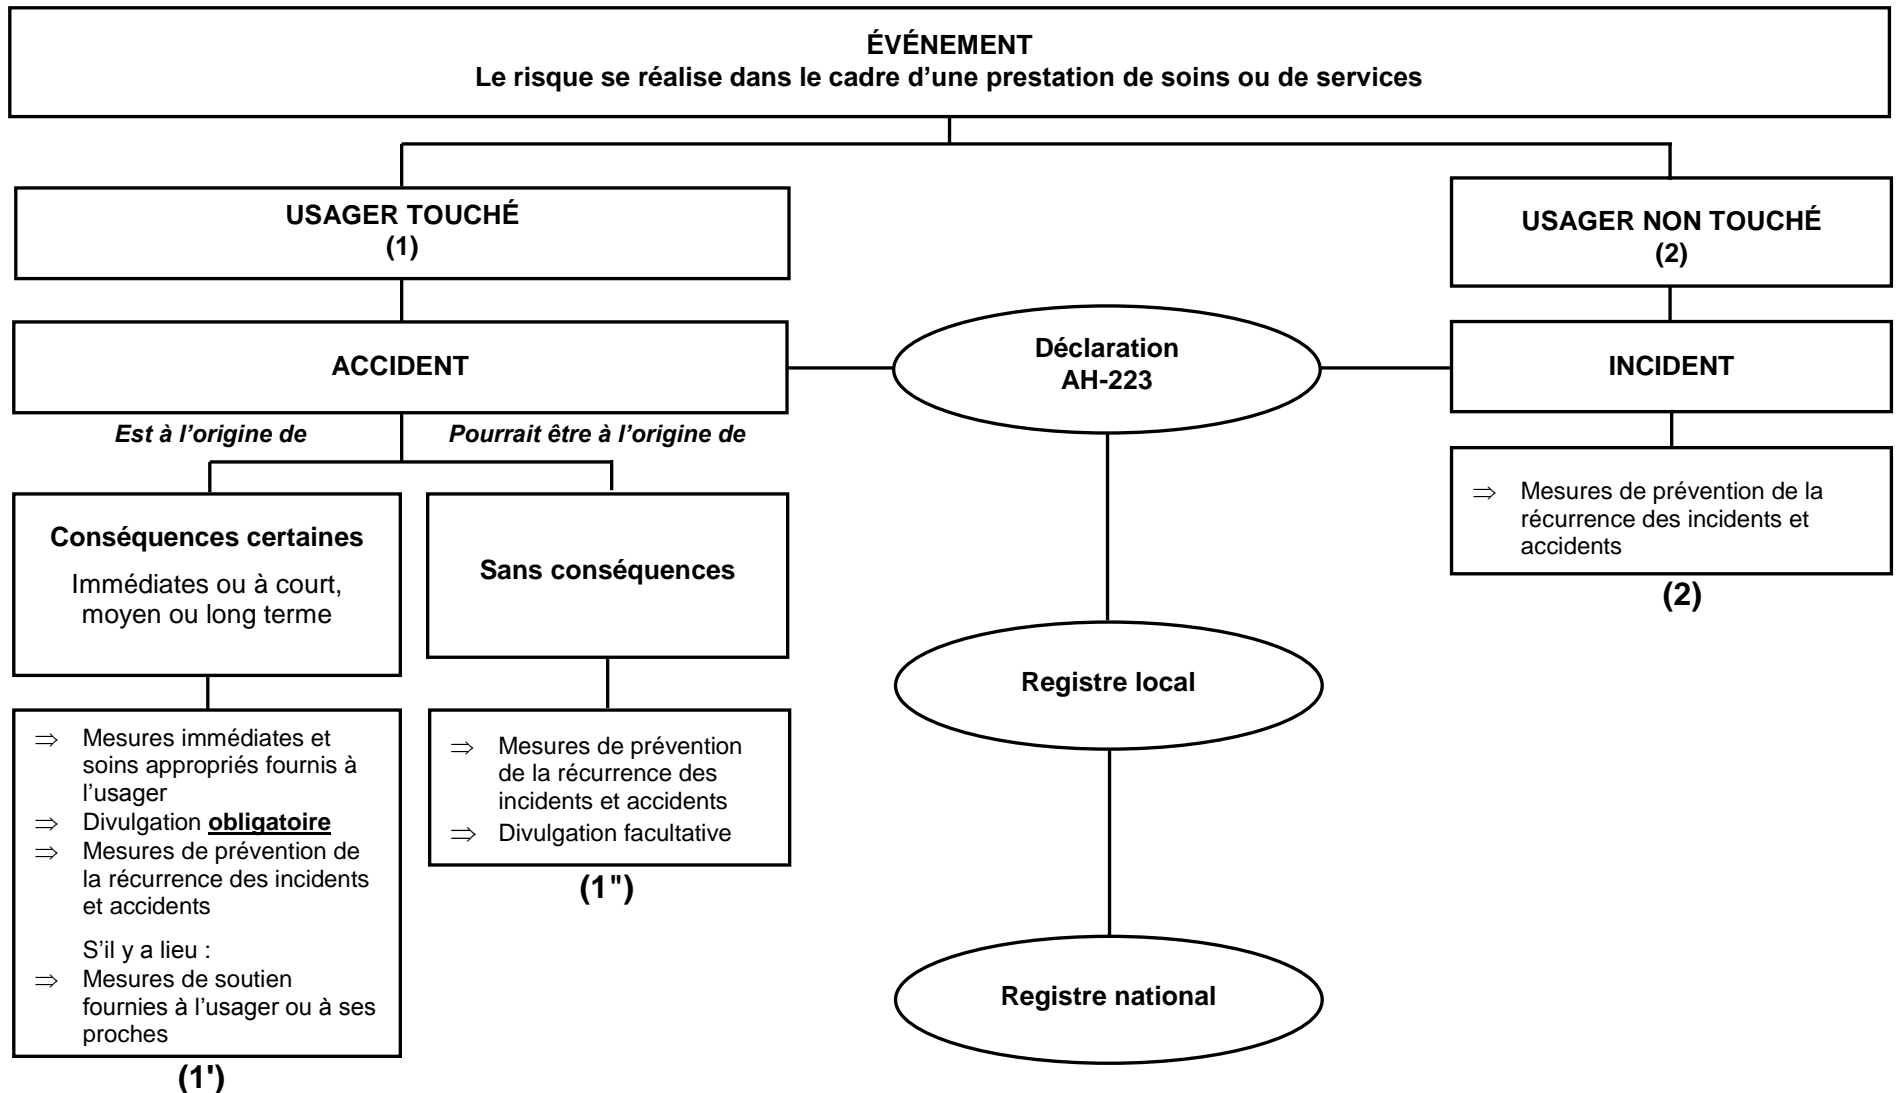 ÉVÉNEMENT
Le risque se réalise dans le cadre d'une prestation de soins ou de services
USAGER TOUCHÉ
(1)
USAGER NON TOUCHÉ
(2)
ACCIDENT
Déclaration
AH-223
INCIDENT
Est à l'origine de
Pourrait être à l'origine de
Conséquences certaines
Immédiates ou à court,
moyen ou long terme
Sans conséquences
⇒ Mesures de prévention de la
récurrence des incidents et
accidents
(2)
Registre local
⇒ Mesures immédiates et
soins appropriés fournis à
l'usager
⇒ Divulgation obligatoire
⇒ Mesures de prévention de
la récurrence des incidents
et accidents
S'il y a lieu :
⇒ Mesures de soutien
fournies à l'usager ou à ses
proches
(1')
⇒ Mesures de prévention
de la récurrence des
incidents et accidents
⇒ Divulgation facultative
(1")
Registre national